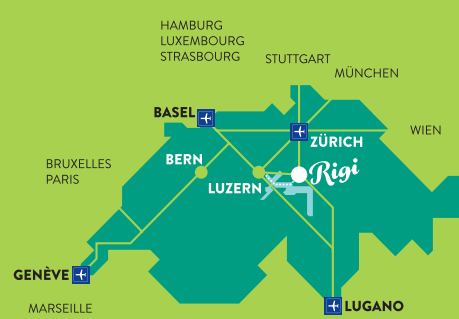 HAMBURG
LUXEMBOURG
STRASBOURG
STUTTGART
MÜNCHEN
BASEL
ZÜRICH
WIEN
BRUXELLES
PARIS
BERN
LUZERN
Rigi
GENÈVE
MARSEILLE
LUGANO